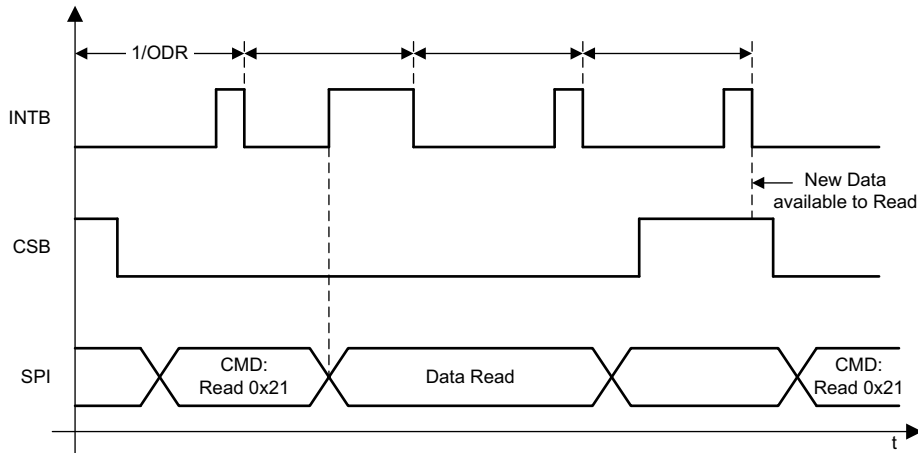 1/ODR
INTB
New Data
available to Read
CSB
SPI
CMD:
Read 0x21
Data Read
CMD:
Read 0x21
t